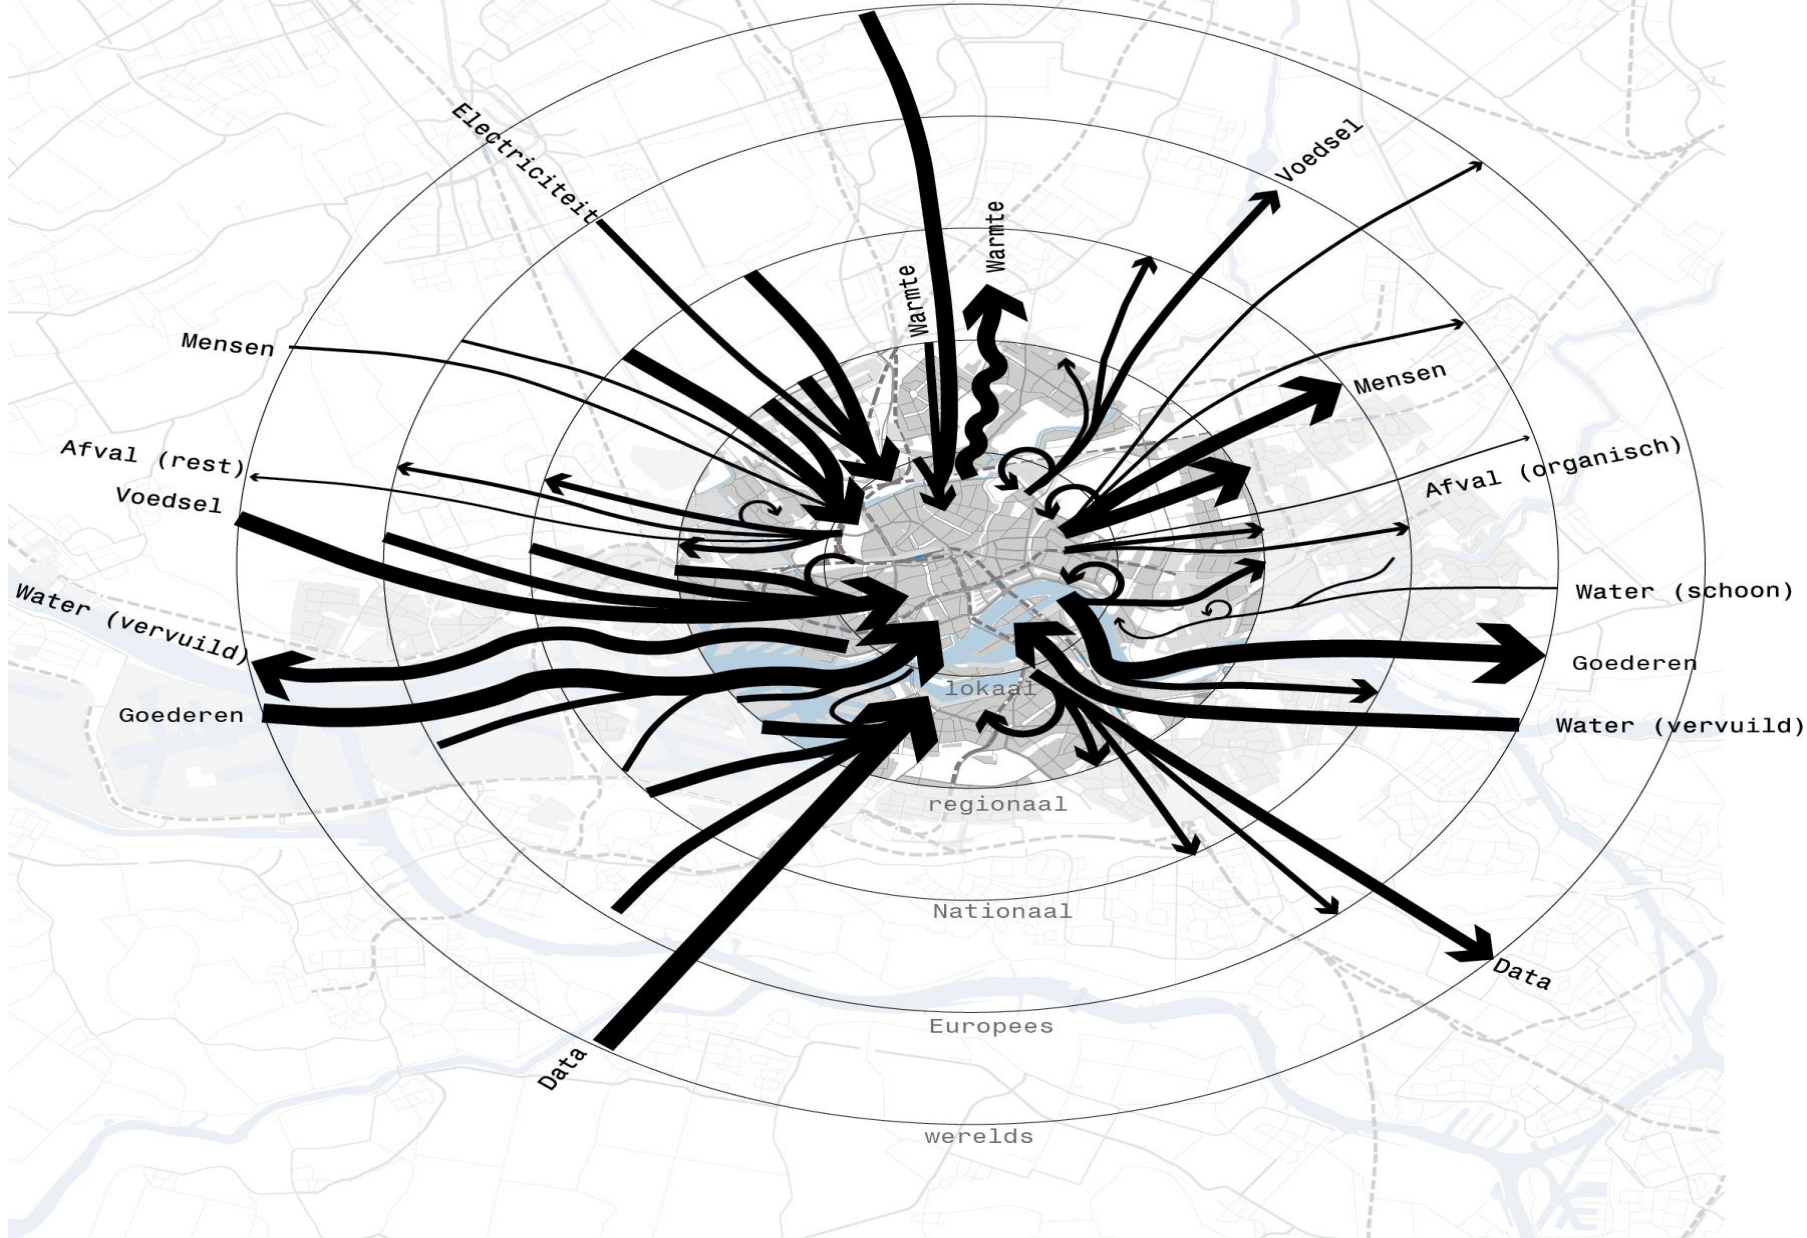 Electriciteit
Voedsel
Warmte
Warmte
Mensen
Mensen
Afval (rest)
Afval (organisch)
Voedsel
Water (schoon)
Water (vervuild)
Goederen
lokaal
Goederen
Water (vervuild)
regionaal
Nationaal
Data
Europees
Data
werelds